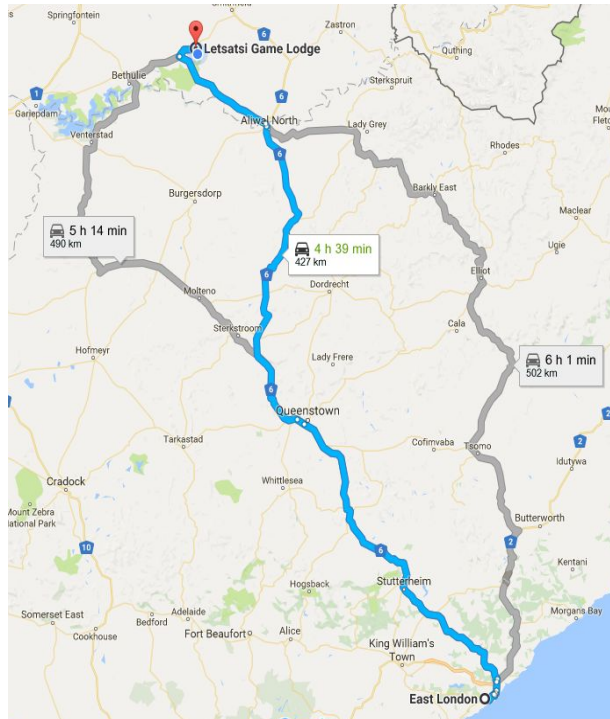 Springfontein
Zastron
6
Letsatsi Game Lodge
Quthing
Bethulie
Sterkspruit
1
Gariepdam
6
Aliwal North
Lady Grey
Venterstad
6
Rhodes
Burgersdorp
Barkly East
Maclear
5 h 14 min
490 km
4 h 39 min
427 km
Ugie
6
Elliot
Molteno
Dordrecht
Sterkstroom
Cala
Hofmeyr
Lady Frere
6 h 1 min
502 km
6
Queenstown
Tarkastad
Cofimvaba
Tsomo
2
Idutywa
Cradock
Whittlesea
Mount Zebra
National Park
Butterworth
10
6
2
Kentani
Hogsback
Stutterheim
Morgans Bay
Somerset East
Bedford
Adelaide
Cookhouse
Fort Beaufort
Alice
King William's
Town
East London